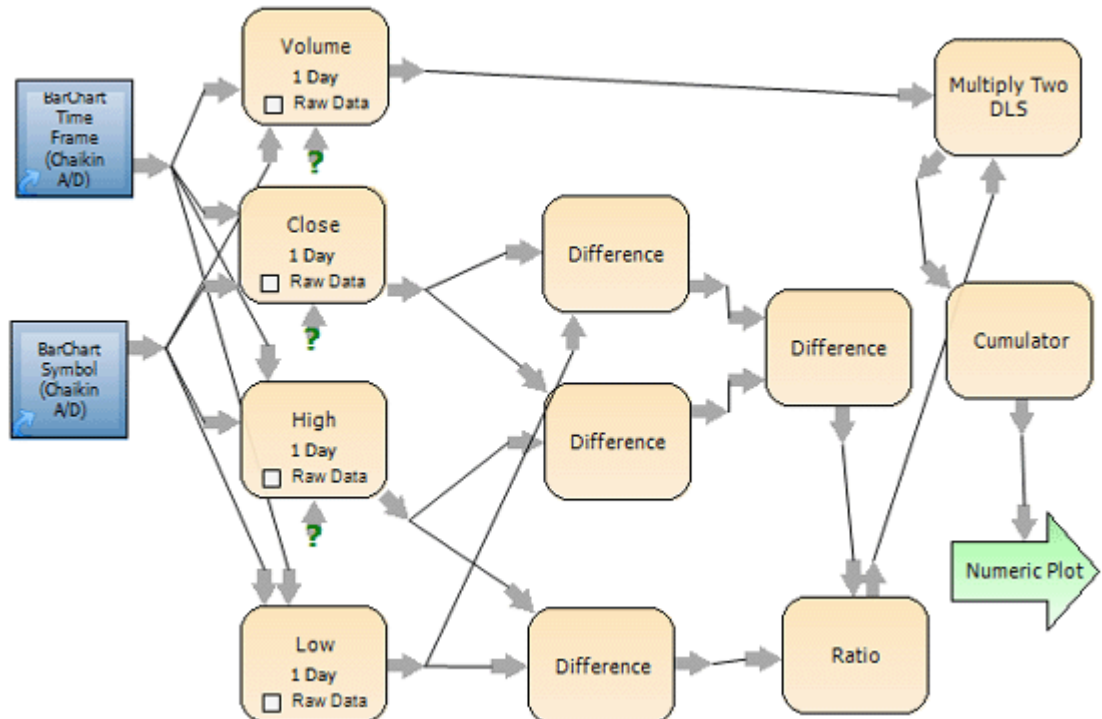 BarChart
Time
Frame
(Chaikin
A/D)
BarChart
Symbol
(Chaikin
A/D)
Volume
1 Day
Raw Data
?
Close
1 Day
Raw Data
?
High
1 Day
Raw Data
?
Low
1 Day
Raw Data
Difference
Difference
Difference
Difference
Ratio
Multiply Two
DLS
Cumulator
Numeric Plot